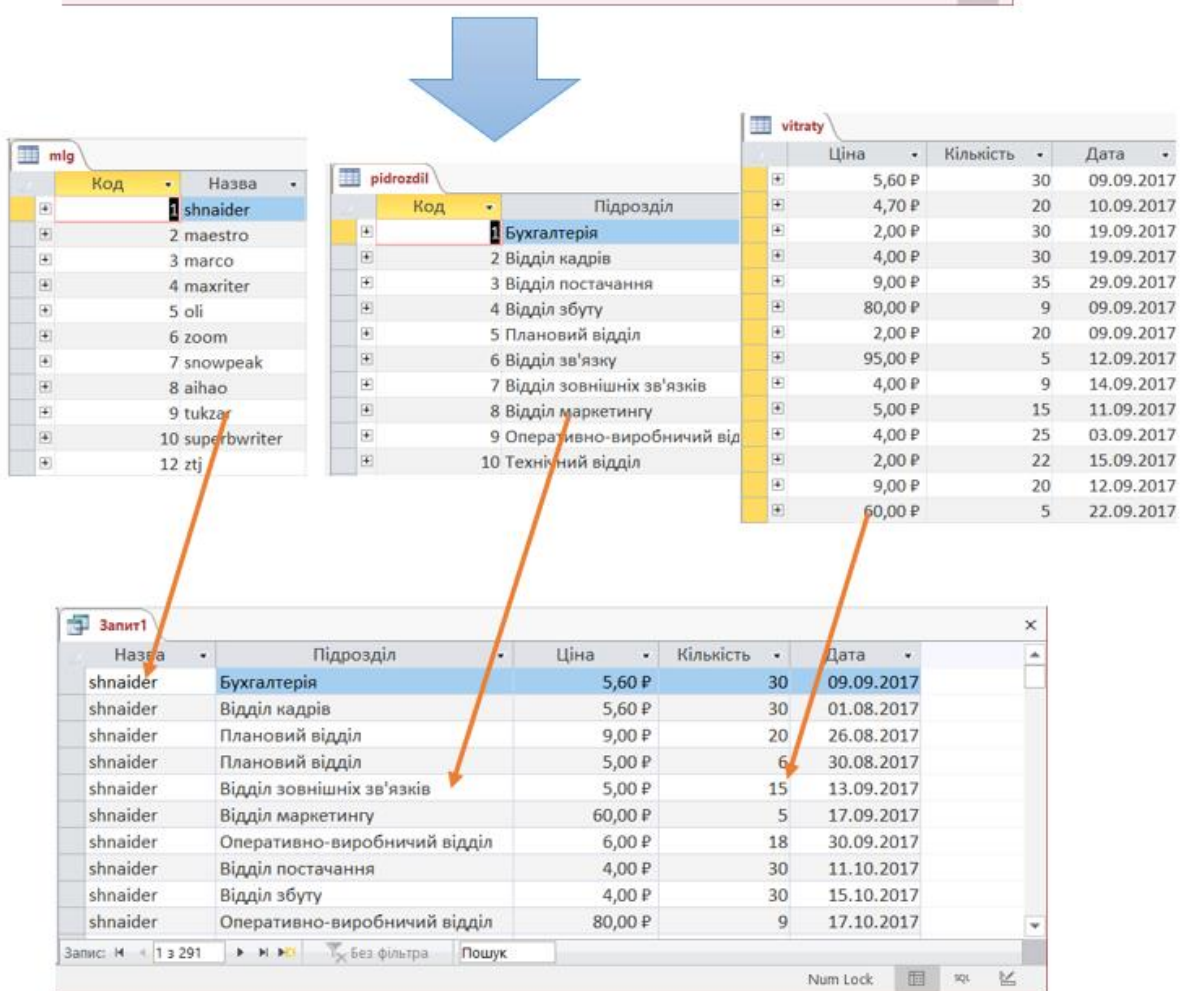 mlg
Код Назва
1 shnaider
2 maestro
3 marco
4 maxriter
5 oli
6 zoom
7 snowpeak
8 aihao
9 tukzar
10 superbwriter
12 ztj
pidrozdil
Код Підрозділ
1 Бухгалтерія
2 Відділ кадрів
3 Відділ постачання
4 Відділ збуту
5 Плановий відділ
6 Відділ зв'язку
7 Відділ зовнішніх зв'язків
8 Відділ маркетингу
9 Оперативно-виробничий від
10 Технічний відділ
vitraty
Ціна Кількість Дата
5,60 ₽ 30 09.09.2017
4,70 ₽ 20 10.09.2017
2,00 ₽ 30 19.09.2017
4,00 ₽ 30 19.09.2017
9,00 ₽ 35 29.09.2017
80,00 ₽ 9 09.09.2017
2,00 ₽ 20 09.09.2017
95,00 ₽ 5 12.09.2017
4,00 ₽ 9 14.09.2017
5,00 ₽ 15 11.09.2017
4,00 ₽ 25 03.09.2017
2,00 ₽ 22 15.09.2017
9,00 ₽ 20 12.09.2017
60,00 ₽ 5 22.09.2017
Запит1
Назва Підрозділ Ціна Кількість Дата
shnaider Бухгалтерія 5,60 ₽ 30 09.09.2017
shnaider Відділ кадрів 5,60 ₽ 30 01.08.2017
shnaider Плановий відділ 9,00 ₽ 20 26.08.2017
shnaider Плановий відділ 5,00 ₽ 6 30.08.2017
shnaider Відділ зовнішніх зв'язків 5,00 ₽ 15 13.09.2017
shnaider Відділ маркетингу 60,00 ₽ 5 17.09.2017
shnaider Оперативно-виробничий відділ 6,00 ₽ 18 30.09.2017
shnaider Відділ постачання 4,00 ₽ 30 11.10.2017
shnaider Відділ збуту 4,00 ₽ 30 15.10.2017
shnaider Оперативно-виробничий відділ 80,00 ₽ 9 17.10.2017
Запис: 1 з 291 Без фільтра Пошук
Num Lock SQL